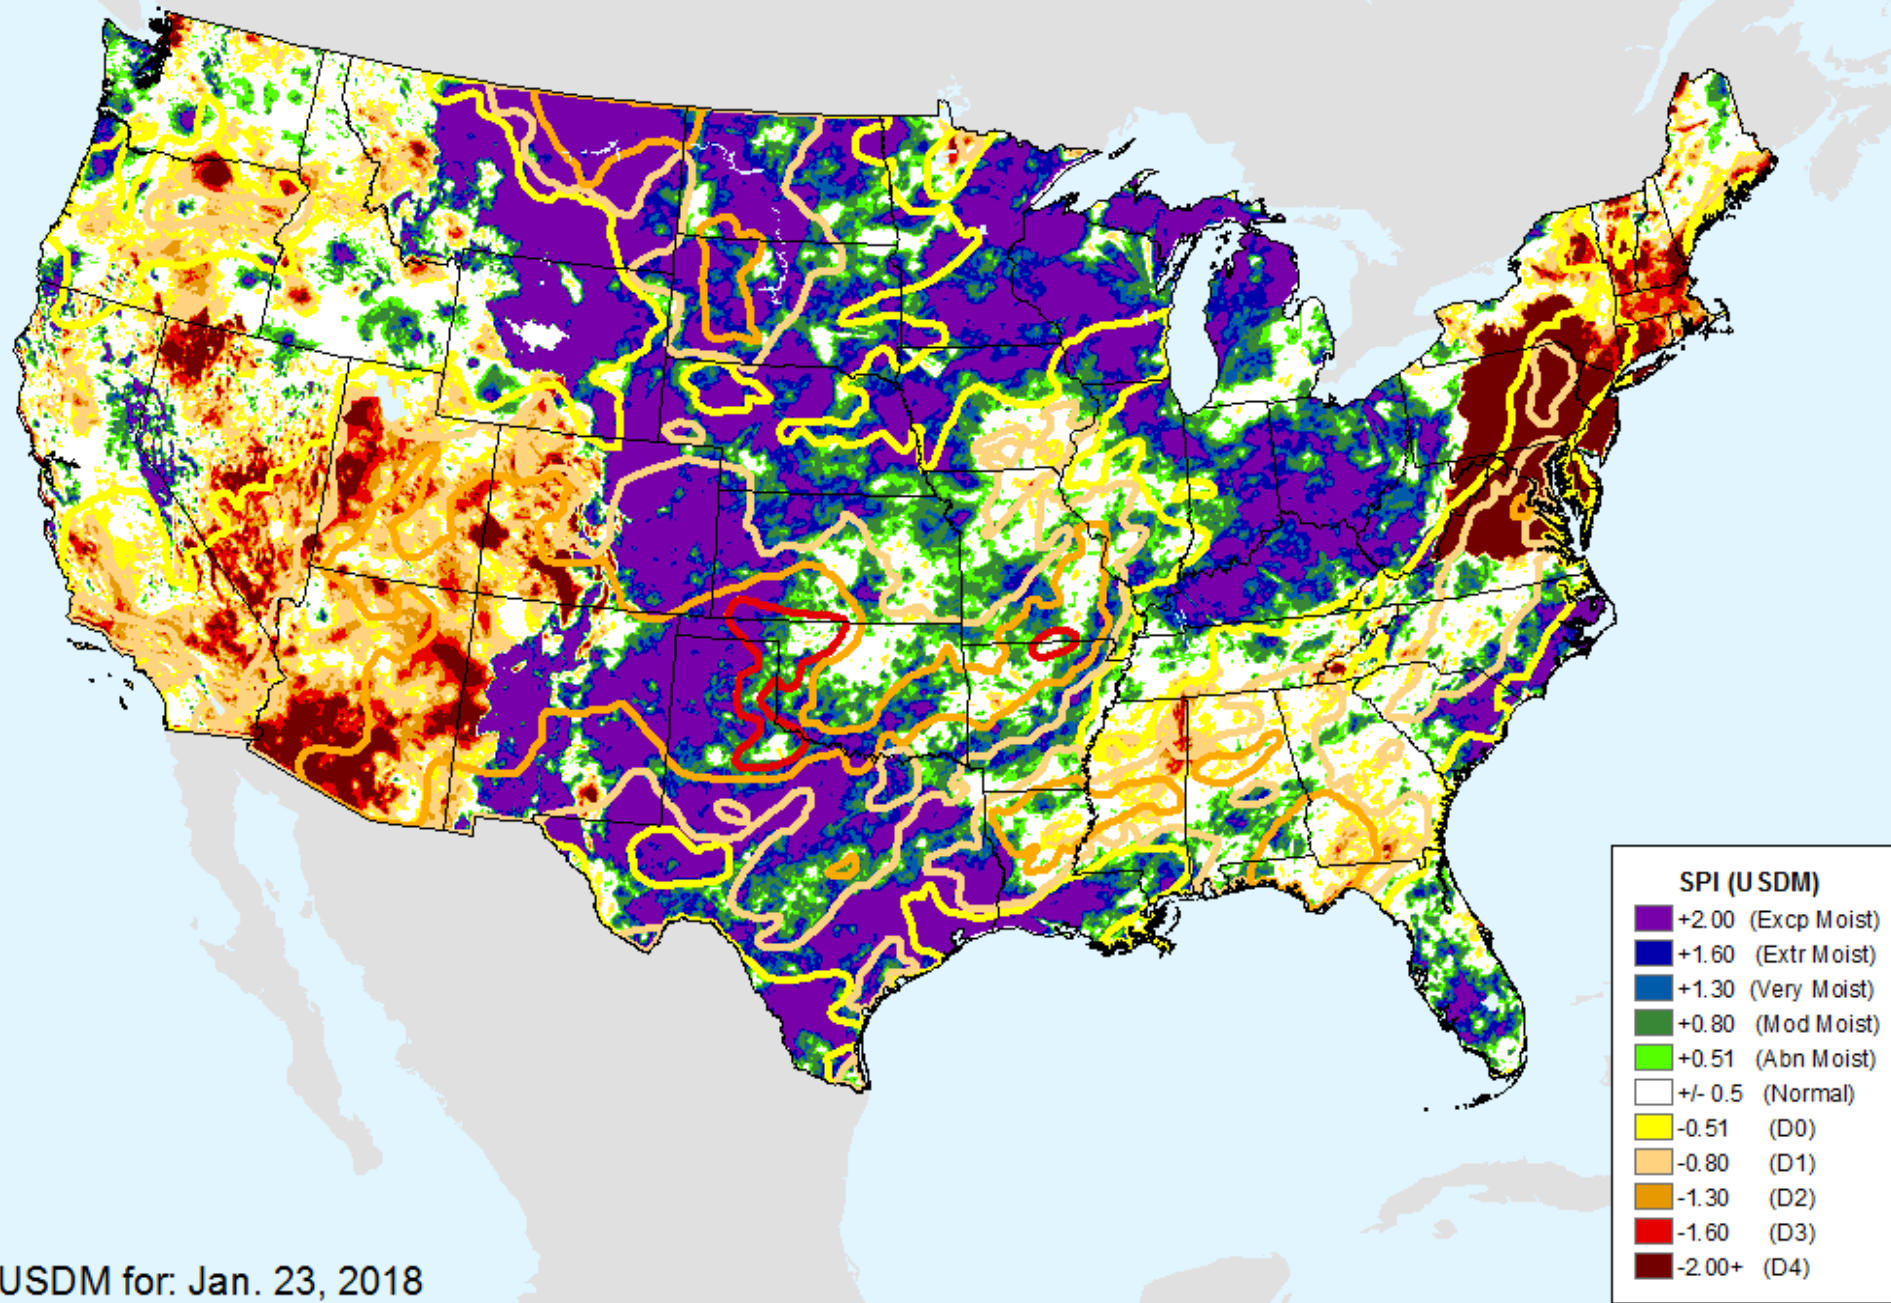 SPI (USDM)
+2.00 (Excp Moist)
+1.60 (Extr Moist)
+1.30 (Very Moist)
+0.80 (Mod Moist)
+0.51 (Abn Moist)
+/- 0.5 (Normal)
-0.51 (D0)
-0.80 (D1)
-1.30 (D2)
-1.60 (D3)
-2.00+ (D4)
USDM for: Jan. 23, 2018